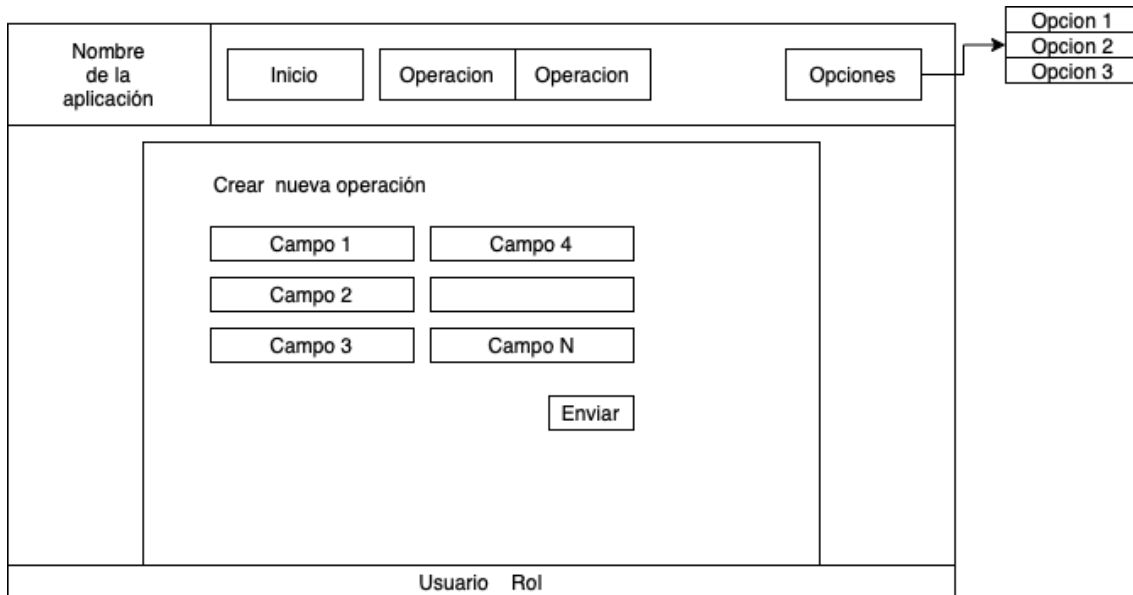 Nombre
de la
aplicación
Inicio
Operacion
Operacion
Opciones
Opcion 1
Opcion 2
Opcion 3
Crear nueva operación
Campo 1
Campo 4
Campo 2
Campo 3
Campo N
Enviar
Usuario Rol